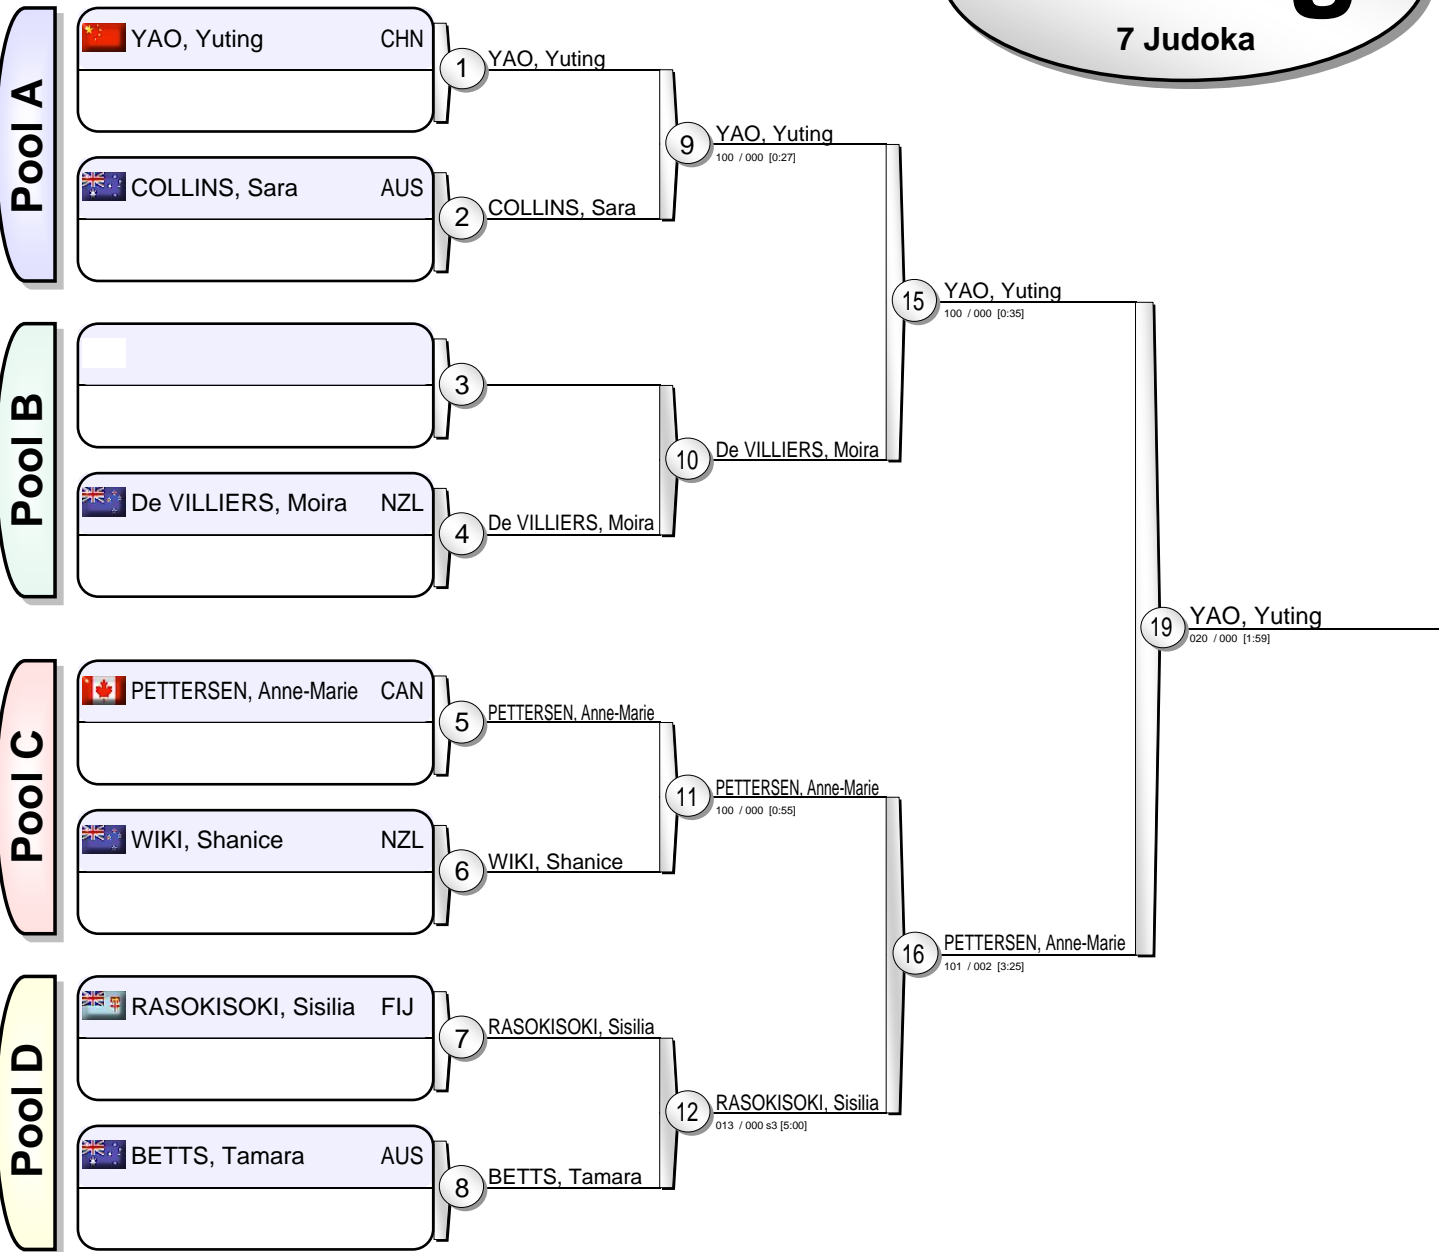 7 Judoka
Pool A
YAO, Yuting CHN
1
YAO, Yuting
COLLINS, Sara AUS
2
COLLINS, Sara
9
YAO, Yuting
100 / 000 [0:27]
Pool B
3
De VILLIERS, Moira NZL
4
De VILLIERS, Moira
10
De VILLIERS, Moira
15
YAO, Yuting
100 / 000 [0:35]
Pool C
PETTERSEN, Anne-Marie CAN
5
PETTERSEN, Anne-Marie
WIKI, Shanice NZL
6
WIKI, Shanice
11
PETTERSEN, Anne-Marie
100 / 000 [0:55]
Pool D
RASOKISOKI, Sisilia FIJ
7
RASOKISOKI, Sisilia
BETTS, Tamara AUS
8
BETTS, Tamara
12
RASOKISOKI, Sisilia
013 / 000 s3 [5:00]
16
PETTERSEN, Anne-Marie
101 / 002 [3:25]
19
YAO, Yuting
020 / 000 [1:59]